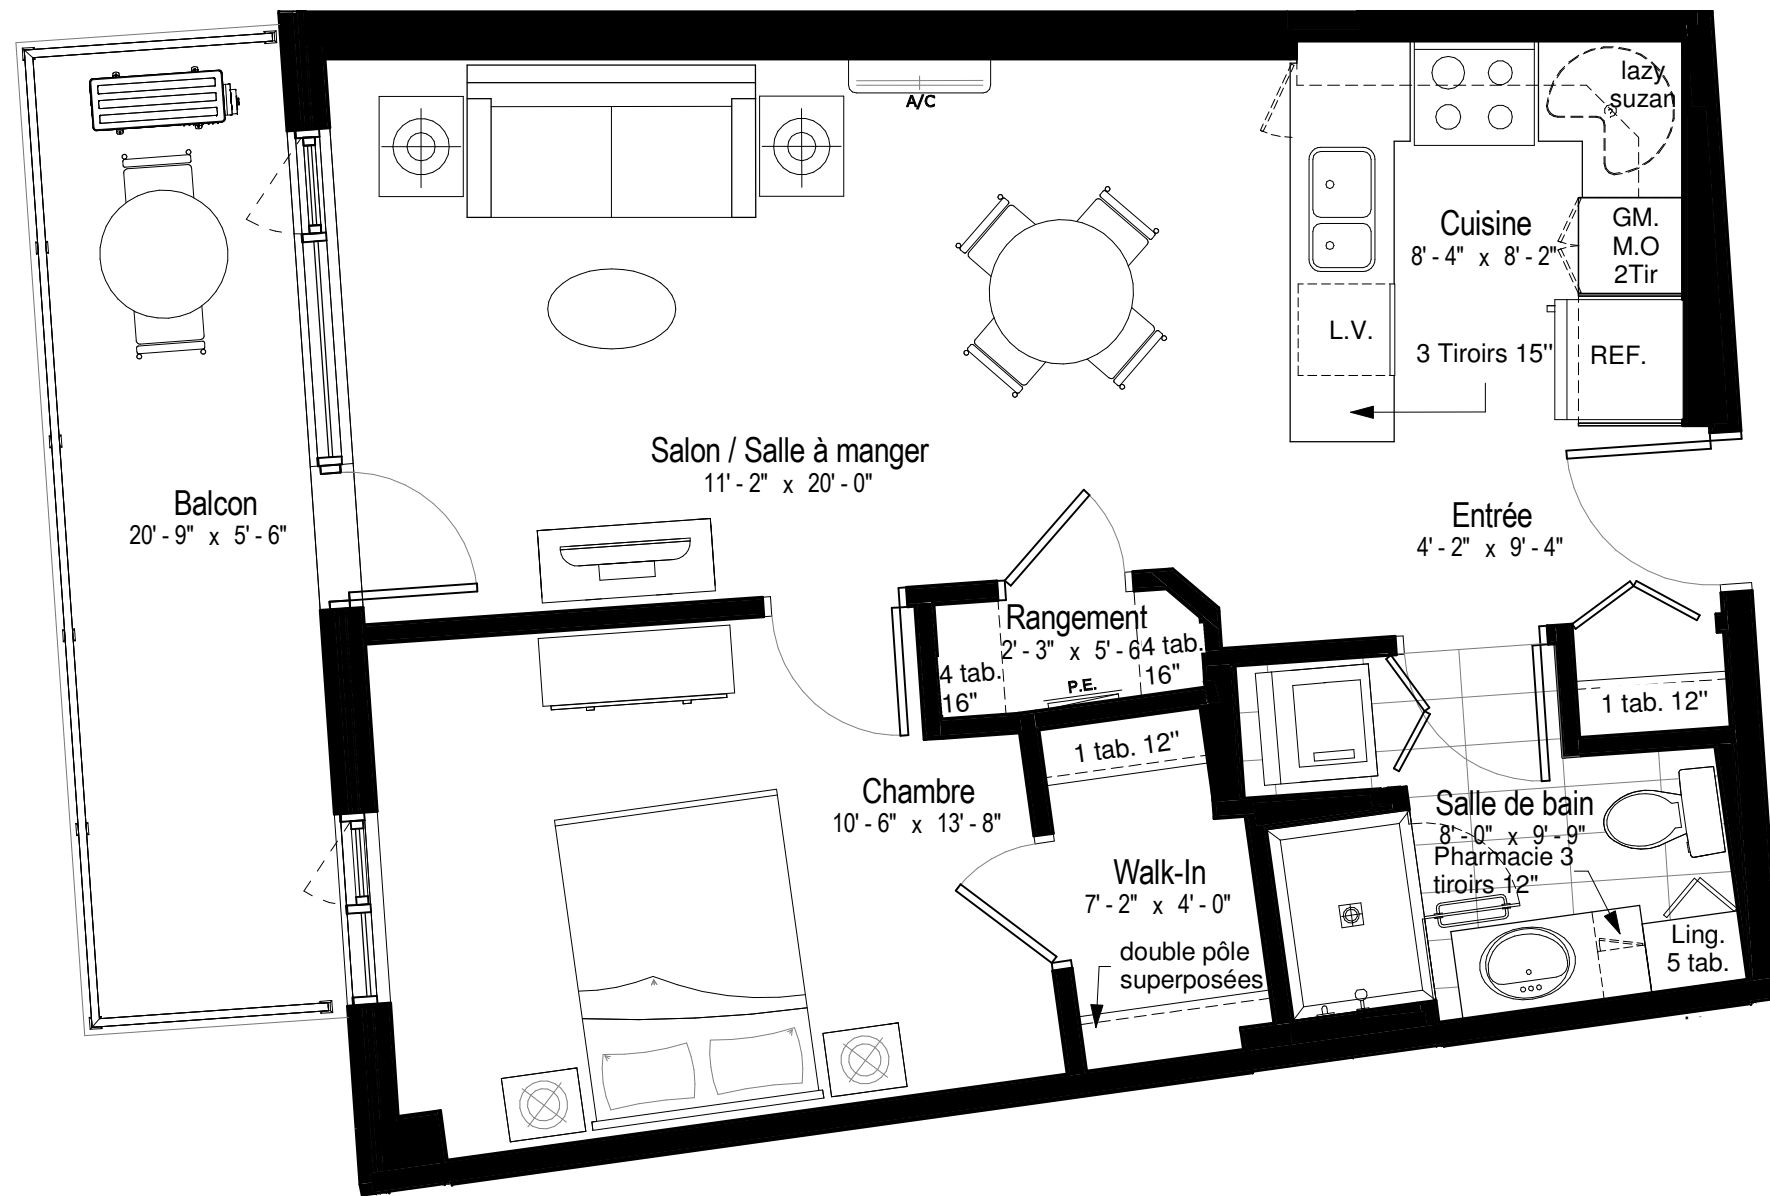 lazy
suzan
A/C
Cuisine
8' - 4" x 8' - 2"
GM.
M.O
2Tir
L.V.
3 Tiroirs 15"
REF.
Salon / Salle à manger
11' - 2" x 20' - 0"
Balcon
20' - 9" x 5' - 6"
Entrée
4' - 2" x 9' - 4"
Rangement
2' - 3" x 5' - 6
4 tab.
16"
4 tab.
16"
P.E.
1 tab. 12"
1 tab. 12"
Chambre
10' - 6" x 13' - 8"
Salle de bain
8' - 0" x 9' - 9"
Pharmacie 3
tiroirs 12"
Walk-In
7' - 2" x 4' - 0"
double pôle
superposées
Ling.
5 tab.